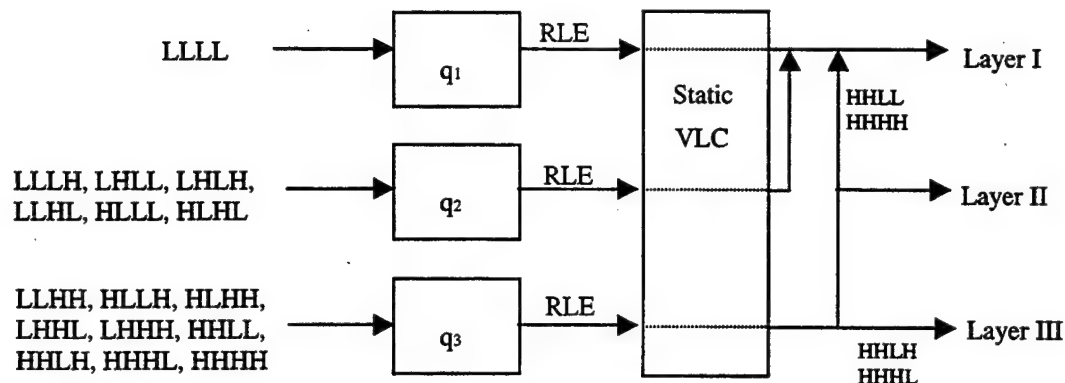 LLLL
q1
RLE
Layer I
Static
VLC
HHLL
HHHH
LLLH, LHLL, LHLH,
LLHL, HLLL, HLHL
q2
RLE
Layer II
LLHH, HLLH, HLHH,
LHHL, LHHH, HHLL,
HHLH, HHHL, HHHH
q3
RLE
Layer III
HHLH
HHHL